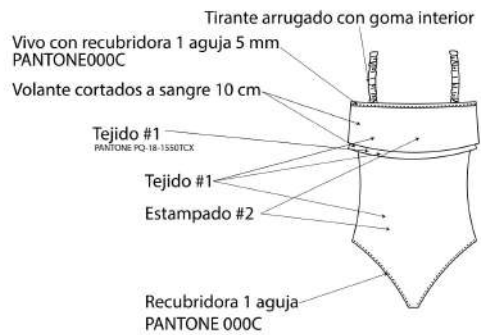 Tirante arrugado con goma interior
Vivo con recubridora 1 aguja 5 mm
PANTONE000C
Volante cortados a sangre 10 cm
Tejido #1
PANTONE PQ-18-1550TCX
Tejido #1
Estampado #2
Recubridora 1 aguja
PANTONE 000C